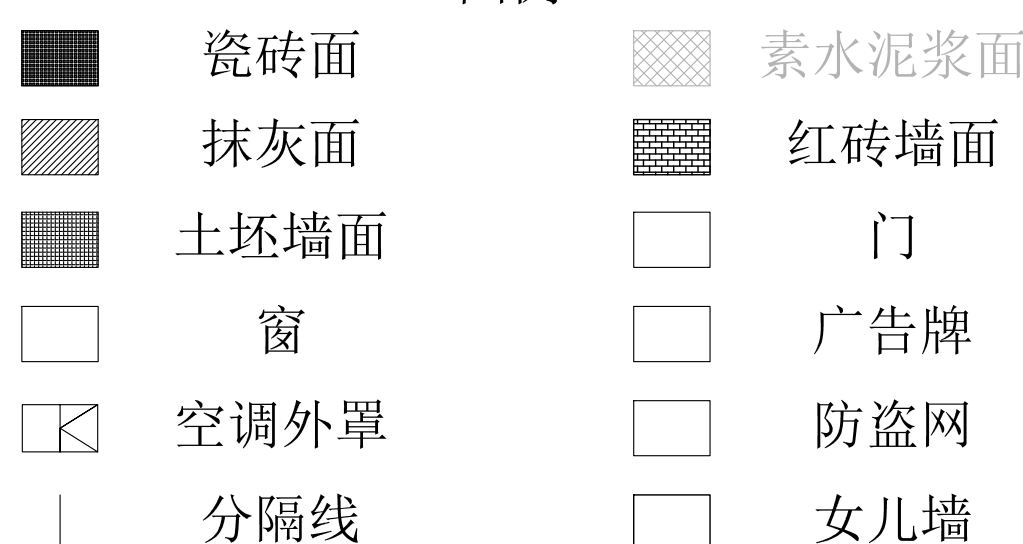 瓷砖面 素水泥浆面
抹灰面 红砖墙面
土坯墙面 门
窗 广告牌
空调外罩 防盗网
分隔线 女儿墙